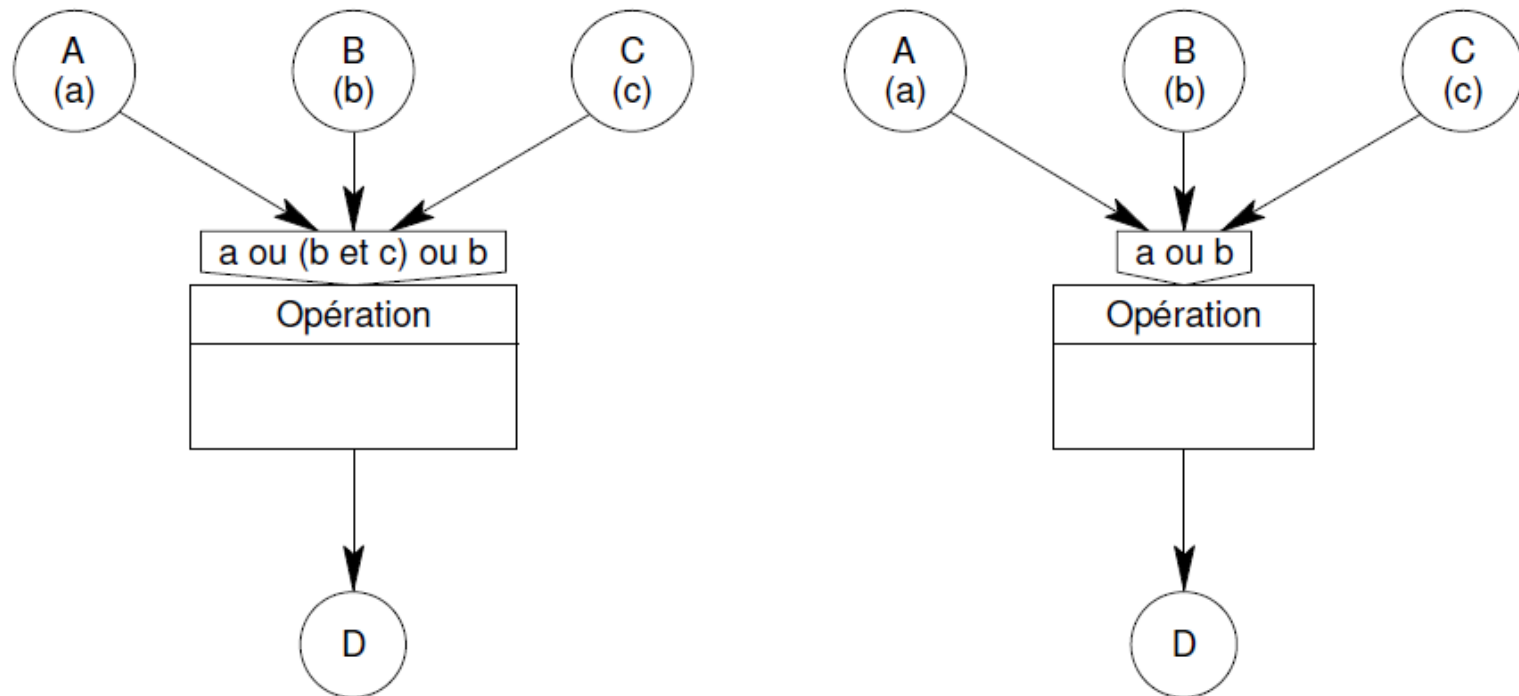 A
(a)
B
(b)
C
(c)
a ou (b et c) ou b
Opération
D
A
(a)
B
(b)
C
(c)
a ou b
Opération
D